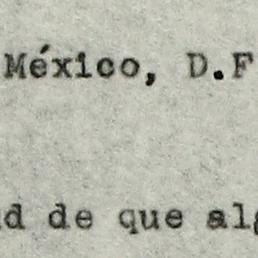 México, D.F
d de que alg